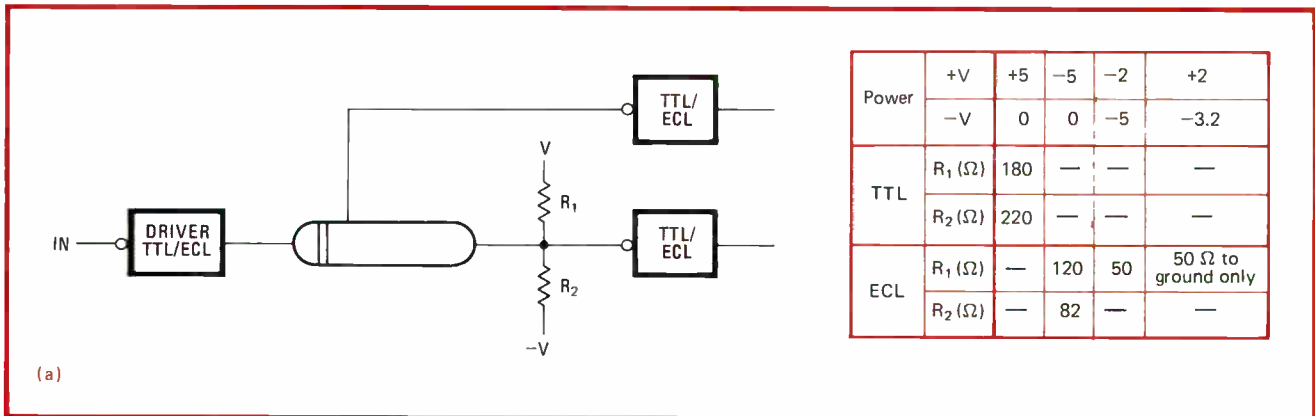 TTL/
ECL
V
R₁
IN
DRIVER
TTL/ECL
TTL/
ECL
R₂
−V
(a)
Power +V +5 −5 −2 +2
−V 0 0 −5 −3.2
TTL R₁ (Ω) 180 — — —
R₂ (Ω) 220 — — —
ECL R₁ (Ω) — 120 50 50 Ω to
ground only
R₂ (Ω) — 82 — —